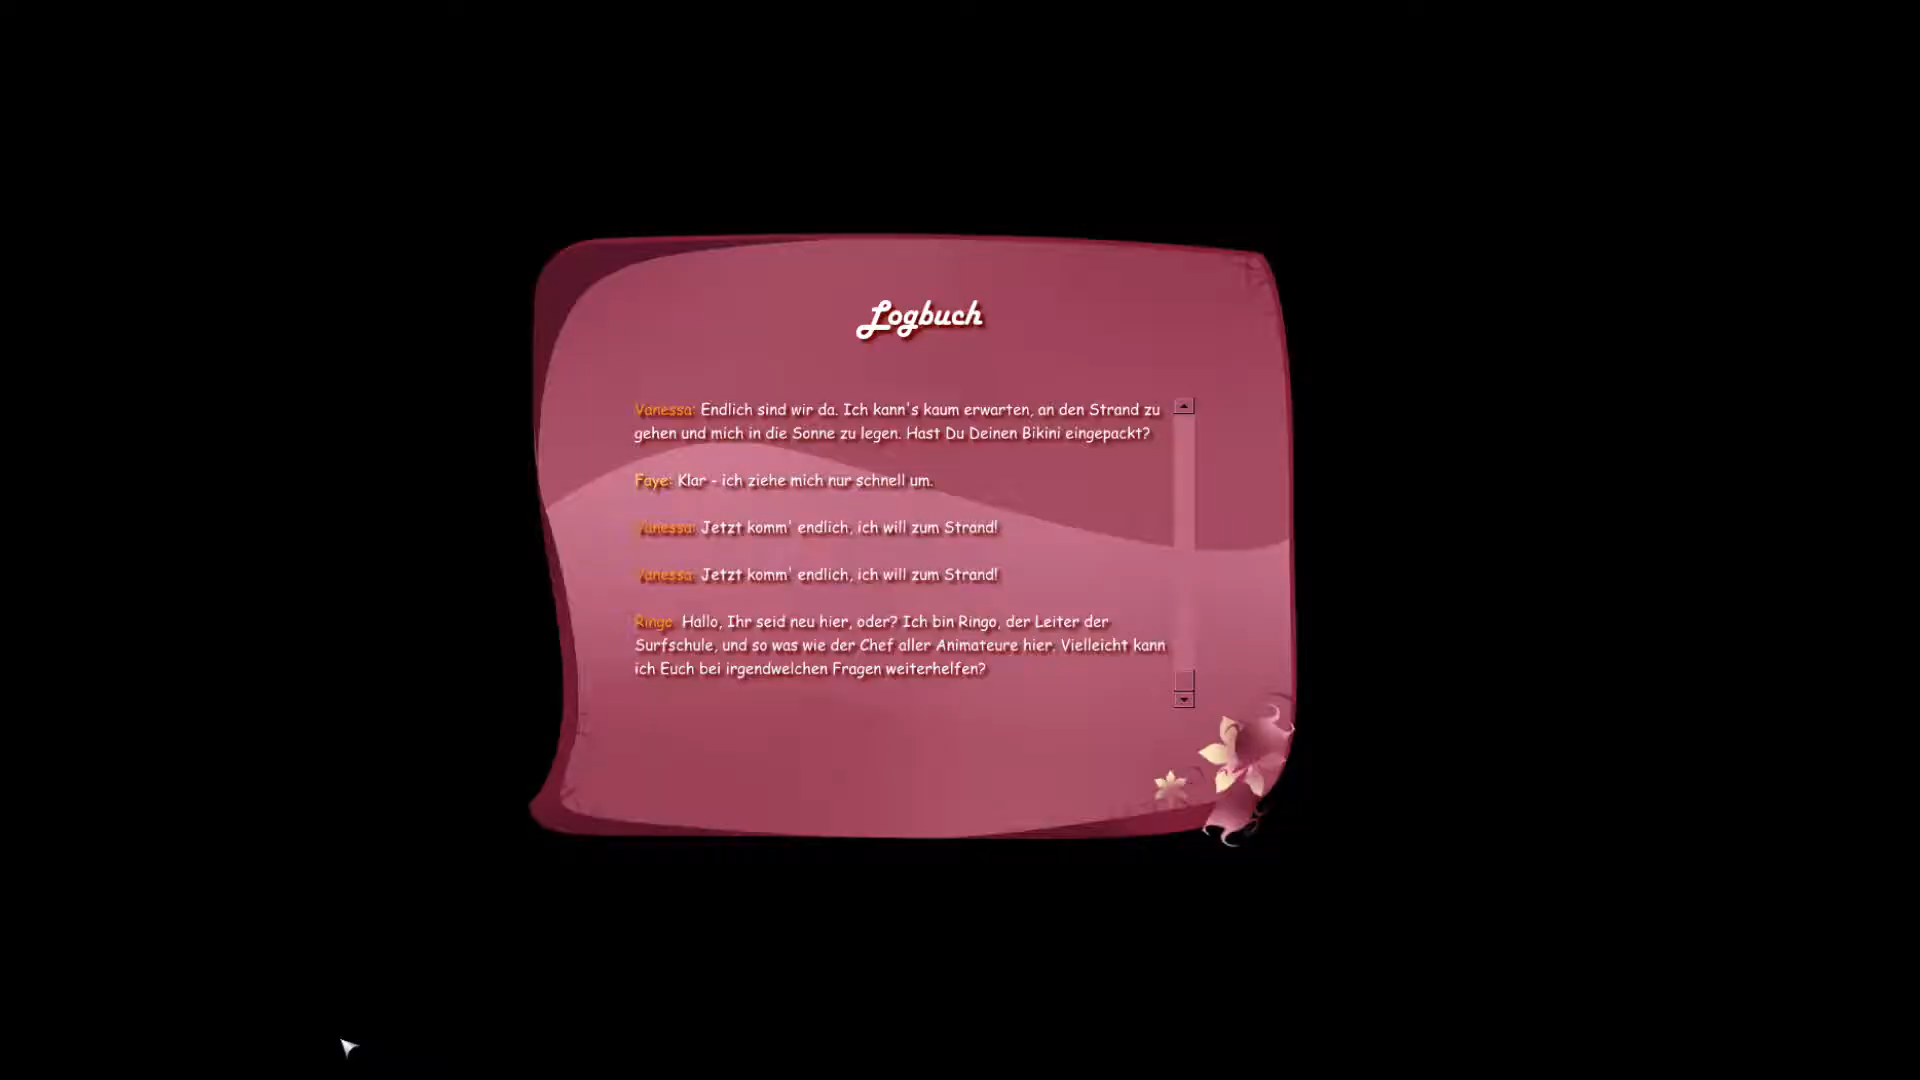 Logbuch
Vanessa: Endlich sind wir da. Ich kann's kaum erwarten, an den Strand zu
gehen und mich in die Sonne zu legen. Hast Du Deinen Bikini eingepackt?
Faye: Klar - ich ziehe mich nur schnell um.
Vanessa: Jetzt komm' endlich, ich will zum Strand!
Vanessa: Jetzt komm' endlich, ich will zum Strand!
Ringo: Hallo, Ihr seid neu hier, oder? Ich bin Ringo, der Leiter der
Surfschule, und so was wie der Chef aller Animateure hier. Vielleicht kann
ich Euch bei irgendwelchen Fragen weiterhelfen?